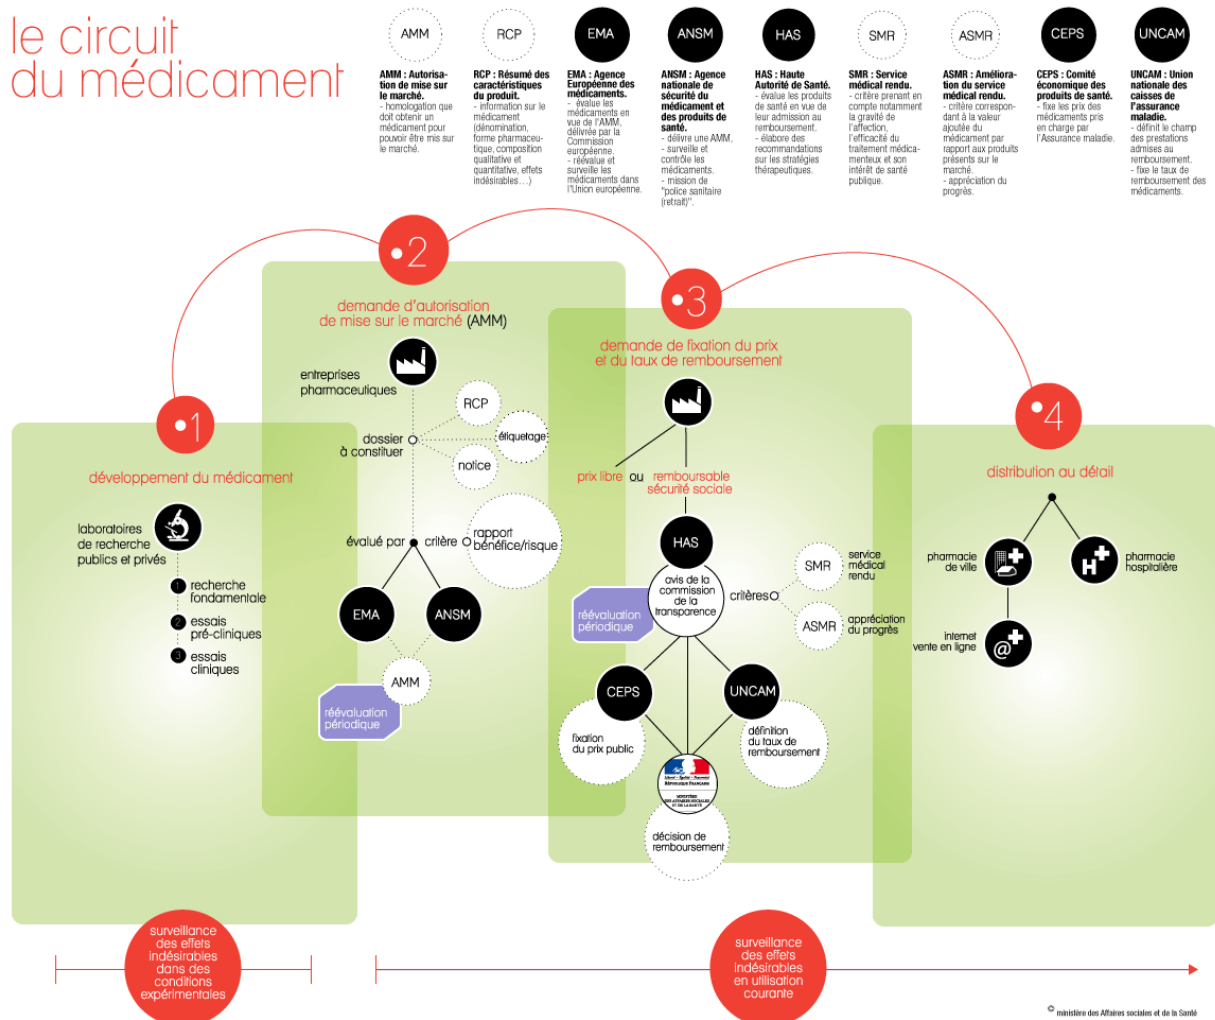 le circuit
du médicament
AMM
RCP
EMA
ANSM
HAS
SMR
ASMR
CEPS
UNCAM
AMM : Autorisa-
tion de mise sur
le marché.
- homologation que
doit obtenir un
médicament pour
pouvoir être mis sur
le marché.
RCP : Résumé des
caractéristiques
du produit.
- information sur le
médicament
(dénomination,
forme pharmaceu-
tique, composition
qualitative et
quantitative, effets
indésirables...)
EMA : Agence
Européenne des
médicaments.
- évalue les
médicaments en
vue de l'AMM,
délivrée par la
Commission
européenne.
- réévalue et
surveille les
médicaments dans
l'Union européenne.
ANSM : Agence
nationale de
sécurité du
médicament et
des produits de
santé.
- délivre une AMM.
- surveille et
contrôle les
médicaments.
- mission de
"police sanitaire
(retrait)".
HAS : Haute
Autorité de Santé.
- évalue les produits
de santé en vue de
leur admission au
remboursement.
- élabore des
recommandations
sur les stratégies
thérapeutiques.
SMR : Service
médical rendu.
- critère prenant en
compte notamment
la gravité de
l'affection,
l'efficacité du
traitement médica-
menteux et son
intérêt de santé
publique.
ASMR : Améliora-
tion du service
médical rendu.
- critère correspon-
dant à la valeur
ajoutée du
médicament par
rapport aux produits
présents sur le
marché.
- appréciation du
progrès.
CEPS : Comité
économique des
produits de santé.
- fixe les prix des
médicaments pris
en charge par
l'Assurance maladie.
UNCAM : Union
nationale des
caisses de
l'assurance
maladie.
- définit le champ
des prestations
admises au
remboursement.
- fixe le taux de
remboursement des
médicaments.
•1
développement du médicament
laboratoires
de recherche
publics et privés
1 recherche
fondamentale
2 essais
pré-cliniques
3 essais
cliniques
•2
demande d'autorisation
de mise sur le marché (AMM)
entreprises
pharmaceutiques
dossier
à constituer
RCP
étiquetage
notice
évalué par
critère
rapport
bénéfice/risque
EMA
ANSM
AMM
réévaluation
périodique
•3
demande de fixation du prix
et du taux de remboursement
prix libre ou remboursable
sécurité sociale
HAS
avis de la
commission
de la
transparence
réévaluation
périodique
critères
SMR
service
médical
rendu
ASMR
appréciation
du progrès
CEPS
fixation
du prix public
UNCAM
définition
du taux de
remboursement
Liberté • Égalité • Fraternité
RÉPUBLIQUE FRANÇAISE
MINISTÈRE
DES AFFAIRES SOCIALES
ET DE LA SANTÉ
décision de
remboursement
•4
distribution au détail
pharmacie
de ville
H
pharmacie
hospitalière
internet
vente en ligne
@
surveillance
des effets
indésirables
dans des
conditions
expérimentales
surveillance
des effets
indésirables
en utilisation
courante
© ministère des Affaires sociales et de la Santé